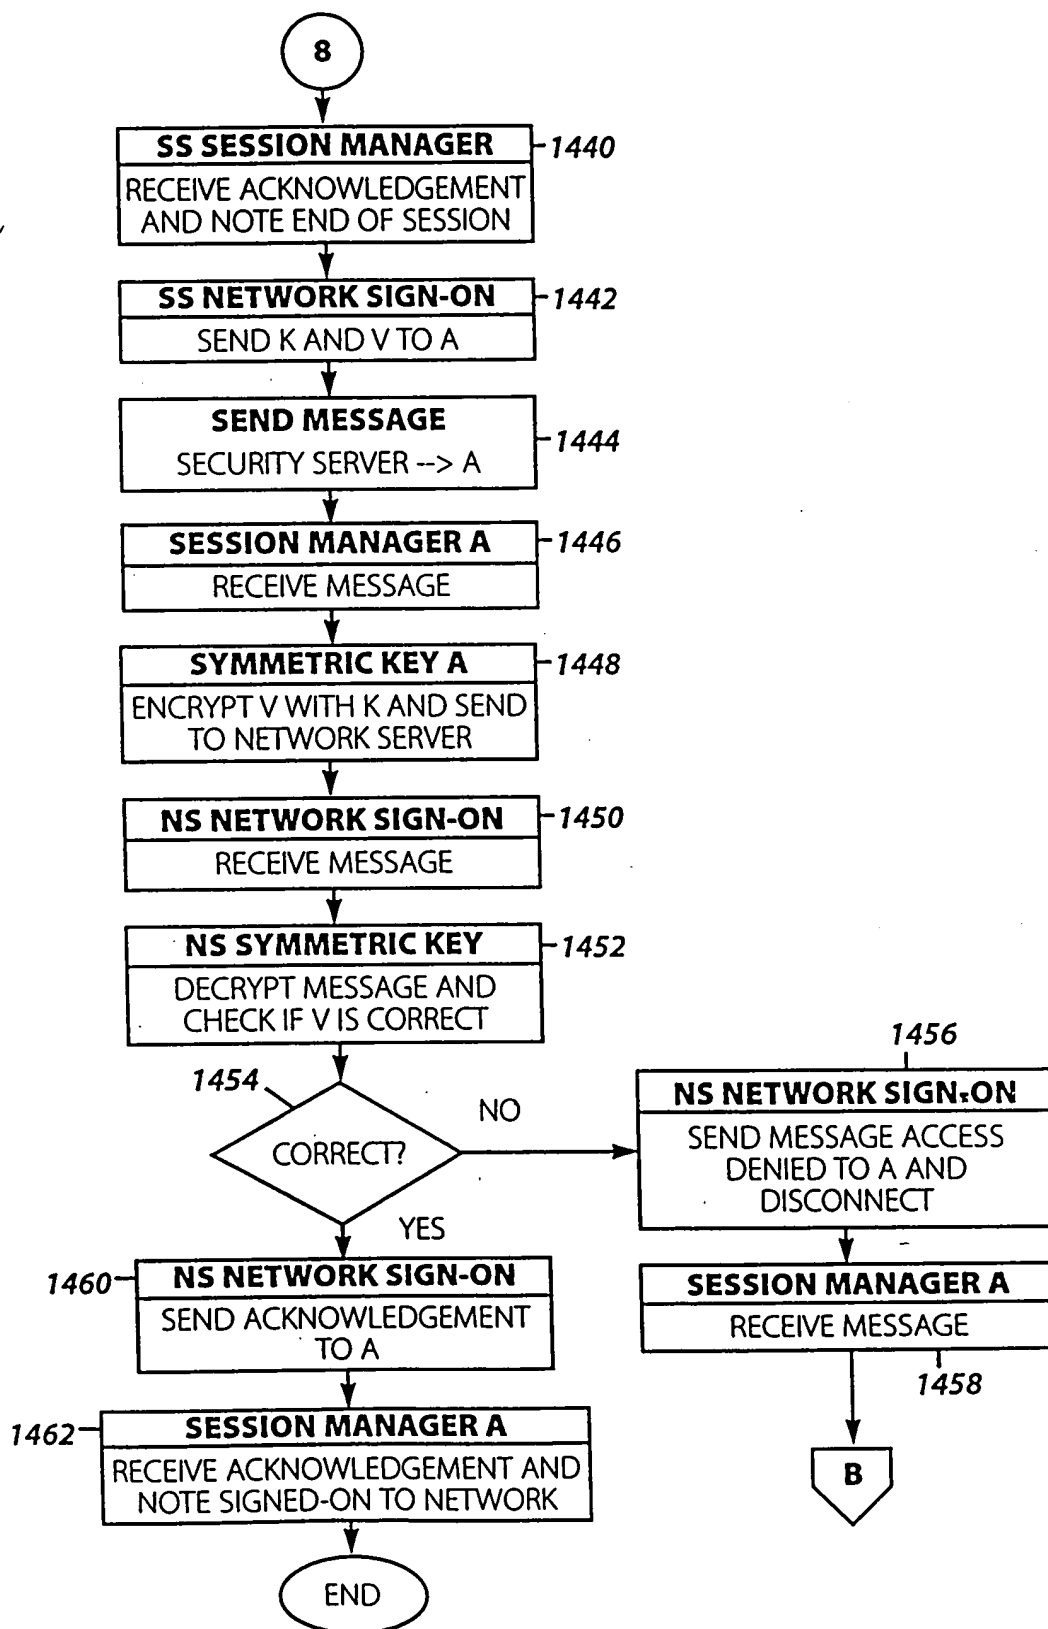 8
SS SESSION MANAGER
1440
RECEIVE ACKNOWLEDGEMENT
AND NOTE END OF SESSION
SS NETWORK SIGN-ON
1442
SEND K AND V TO A
SEND MESSAGE
1444
SECURITY SERVER --> A
SESSION MANAGER A
1446
RECEIVE MESSAGE
SYMMETRIC KEY A
1448
ENCRYPT V WITH K AND SEND
TO NETWORK SERVER
NS NETWORK SIGN-ON
1450
RECEIVE MESSAGE
NS SYMMETRIC KEY
1452
DECRYPT MESSAGE AND
CHECK IF V IS CORRECT
1454
CORRECT?
NO
YES
1456
NS NETWORK SIGN-ON
SEND MESSAGE ACCESS
DENIED TO A AND
DISCONNECT
SESSION MANAGER A
RECEIVE MESSAGE
1458
B
1460
NS NETWORK SIGN-ON
SEND ACKNOWLEDGEMENT
TO A
1462
SESSION MANAGER A
RECEIVE ACKNOWLEDGEMENT AND
NOTE SIGNED-ON TO NETWORK
END